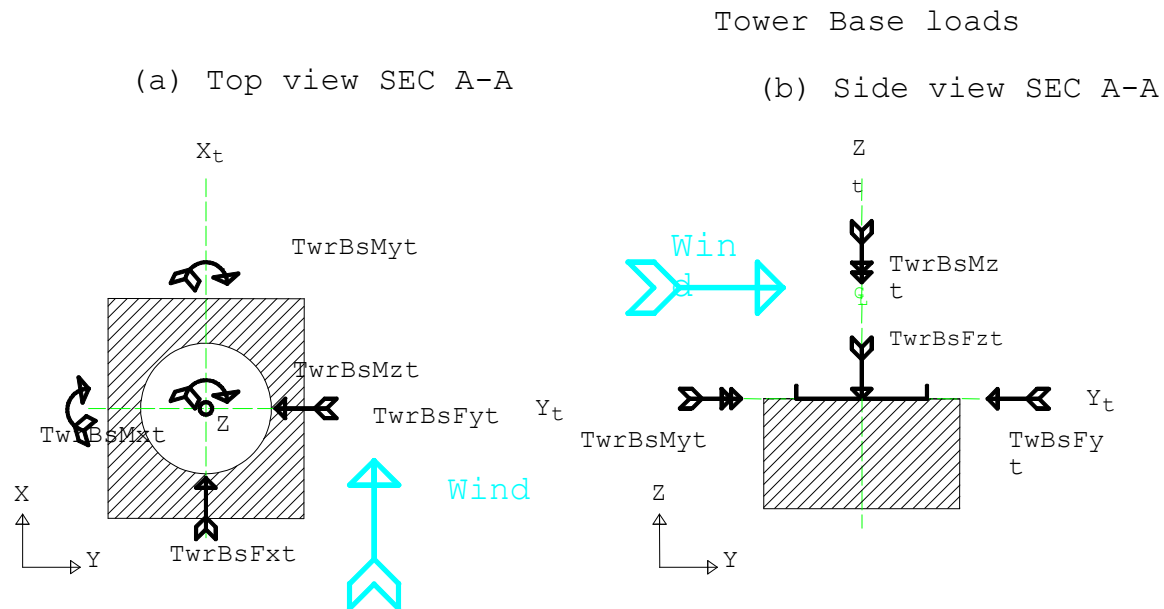 Tower Base loads
(a) Top view SEC A-A
(b) Side view SEC A-A
Xt
TwrBsMyt
TwrBsMzt
TwrBsFyt
Yt
TwrBsMxt
Z
Wind
X
Y
TwrBsFxt
Z
t
Win
d
TwrBsMz
t
TwrBsFzt
Yt
TwrBsMyt
TwBsFy
t
Z
Y